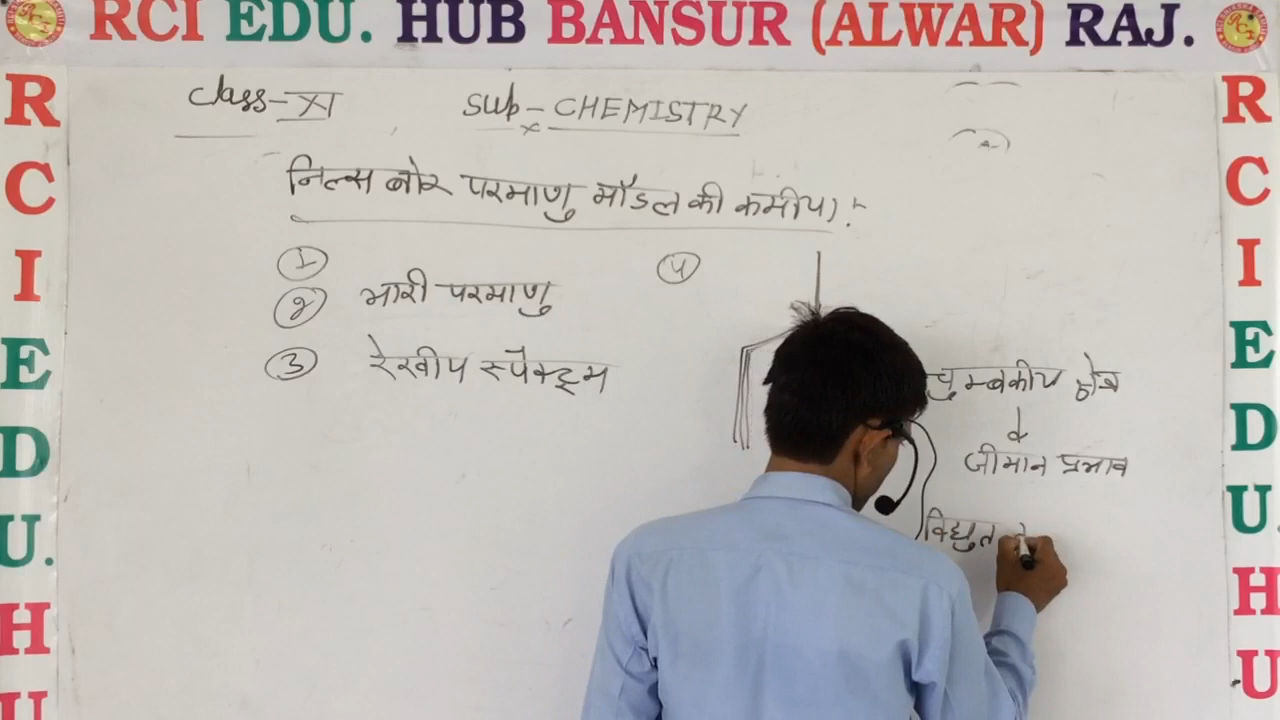 RCI EDU. HUB BANSUR (ALWAR) RAJ.
R
C
I
E
D
U.
H
U
Class-XI
Sub-CHEMISTRY
निल्स बोर परमाणु मॉडल की कमीया :-
①
② भारी परमाणु
③ रेखीय स्पेक्ट्रम
④
चुम्बकीय क्षेत्र
↓
जीमान प्रभाव
विद्युत
R
C
I
E
D
U.
H
U